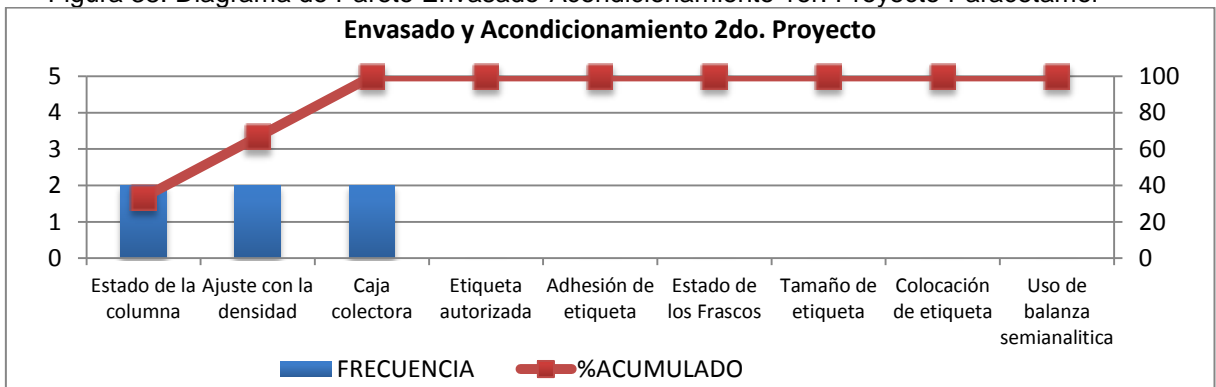 Envasado y Acondicionamiento 2do. Proyecto
5
4
3
2
1
0
100
80
60
40
20
0
Estado de la columna
Ajuste con la densidad
Caja colectora
Etiqueta autorizada
Adhesión de etiqueta
Estado de los Frascos
Tamaño de etiqueta
Colocación de etiqueta
Uso de balanza semianalitica
FRECUENCIA
%ACUMULADO